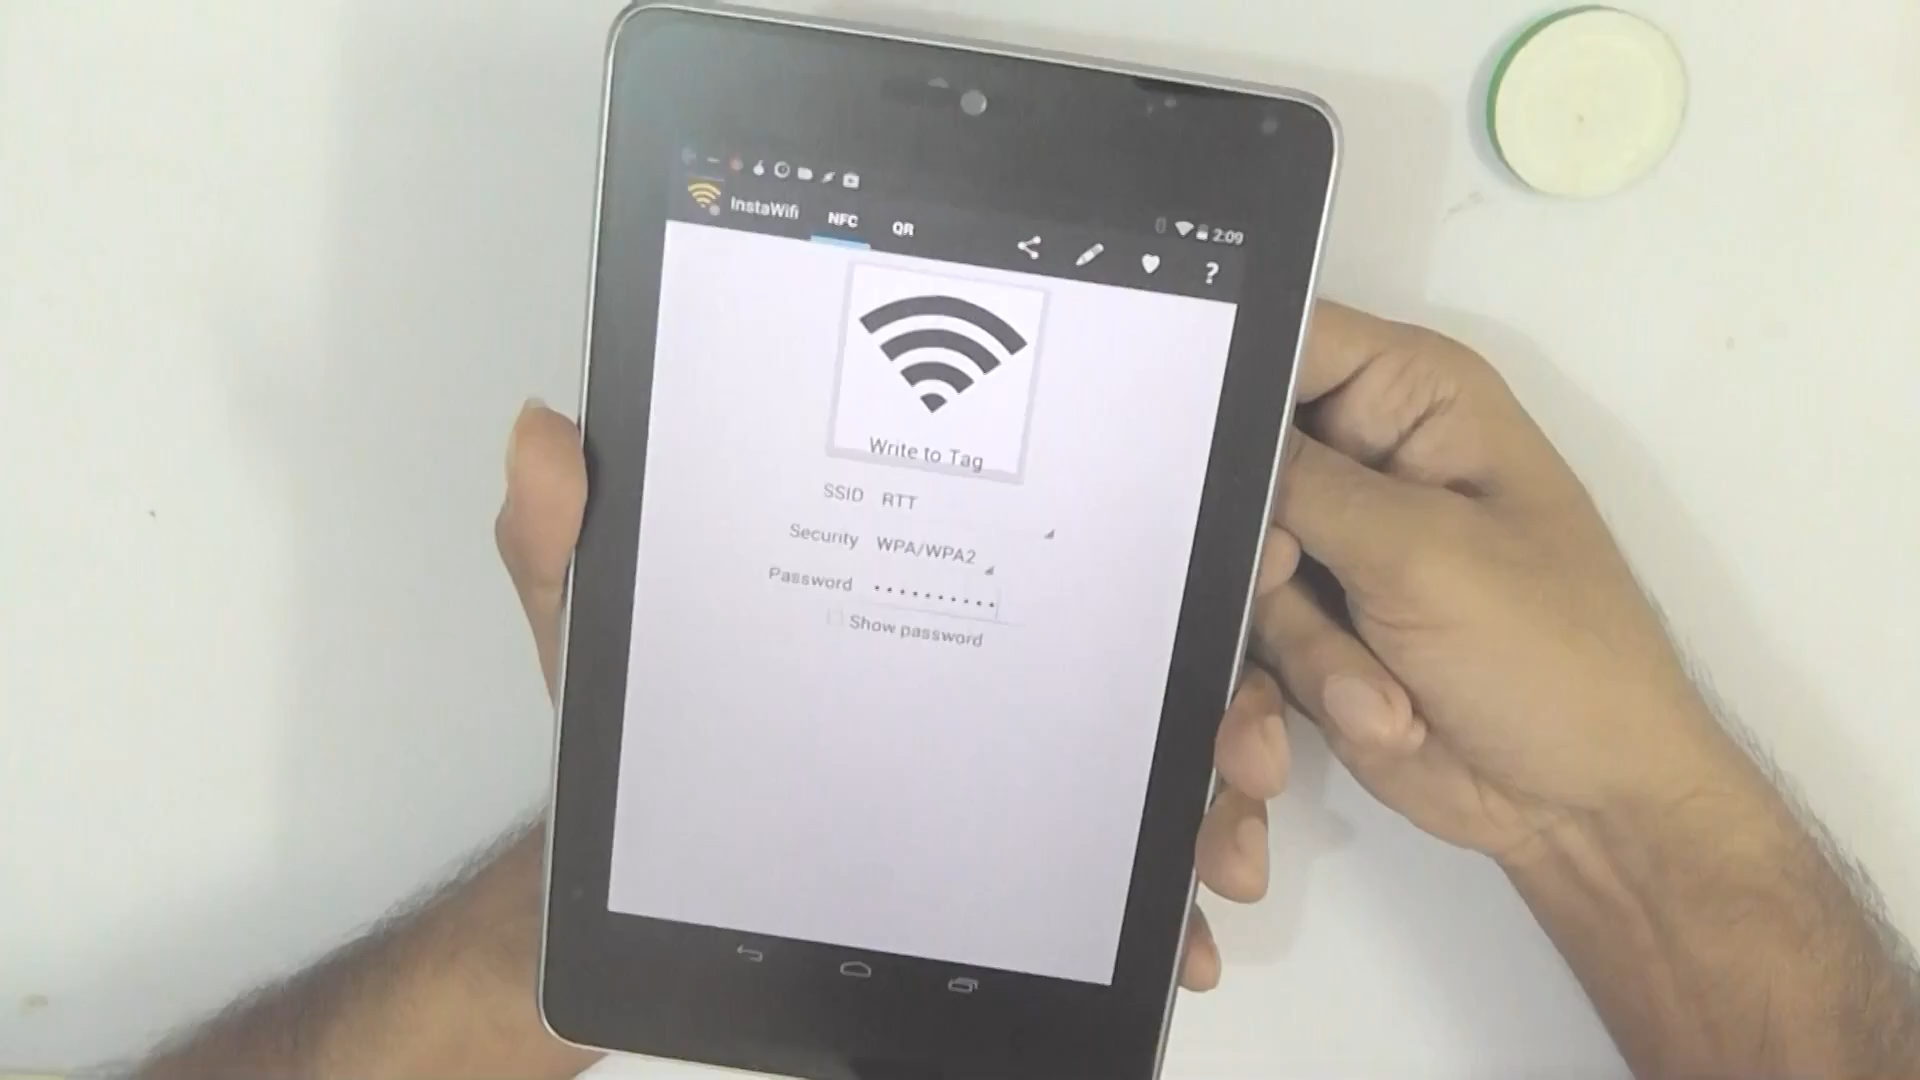 2:09
InstaWifi NFC QR ?
Write to Tag
SSID RTT
Security WPA/WPA2
Password ••••••••••
Show password